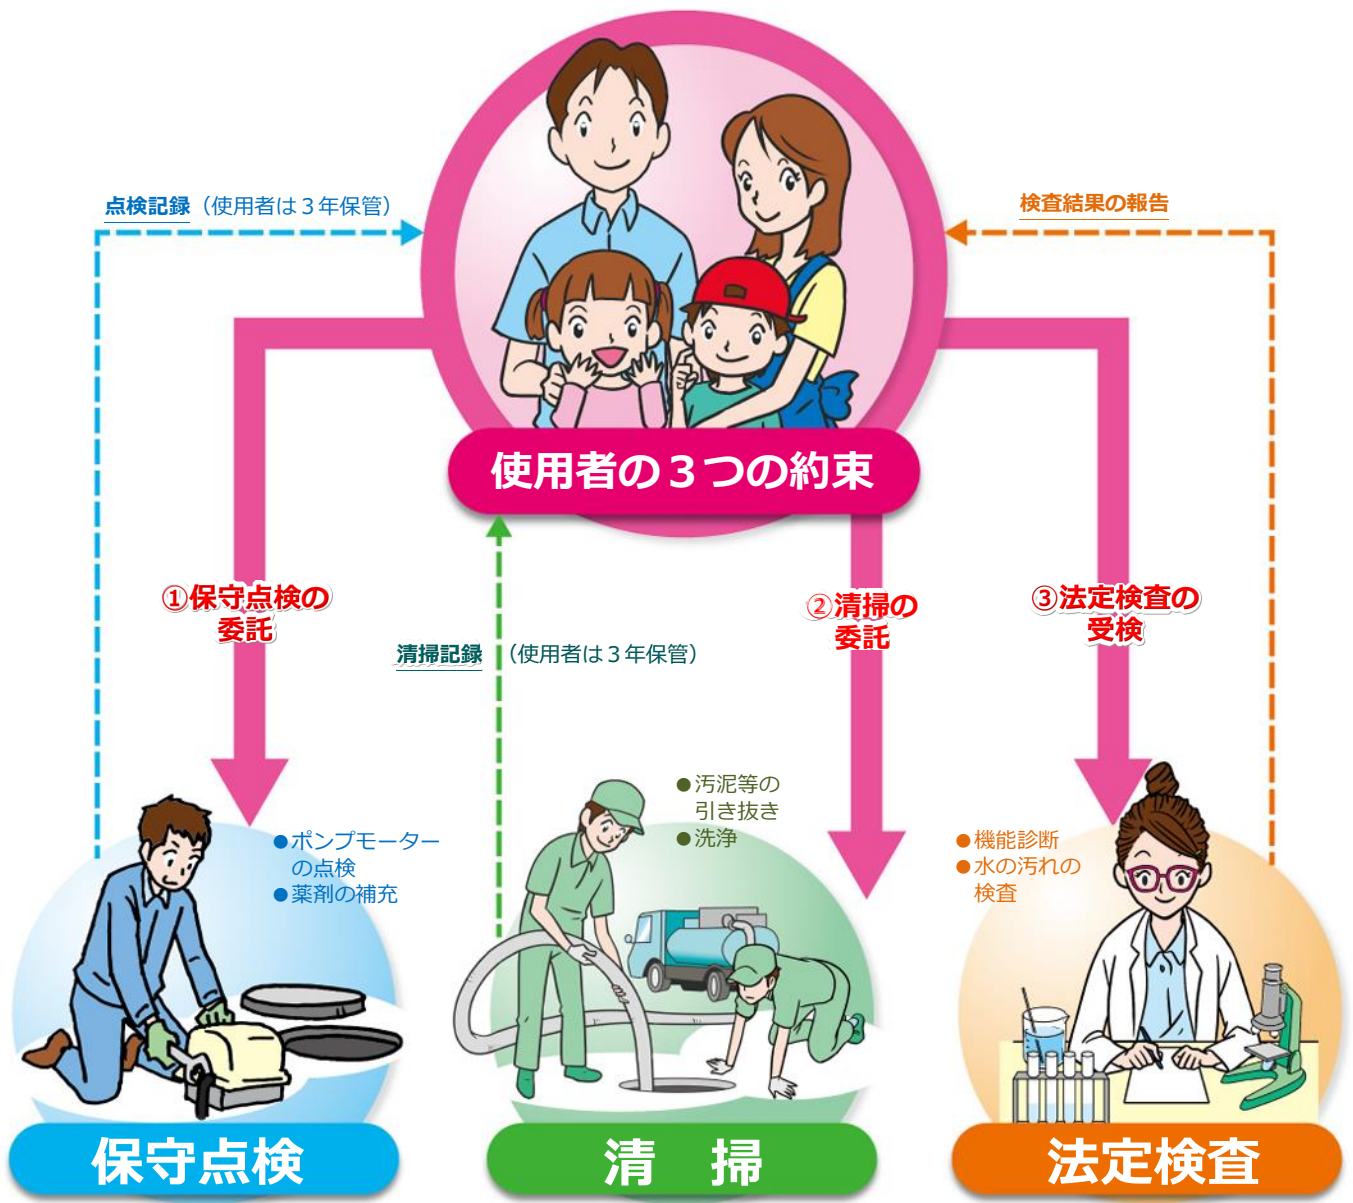 点検記録（使用者は３年保管）
検査結果の報告
使用者の３つの約束
①保守点検の
委託
②清掃の
委託
③法定検査の
受検
清掃記録　（使用者は３年保管）
●ポンプモーター
の点検
●薬剤の補充
●汚泥等の
引き抜き
●洗浄
●機能診断
●水の汚れの
検査
保守点検
清　掃
法定検査